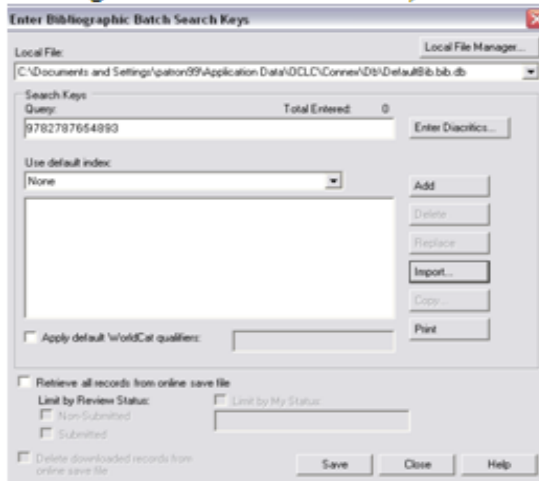 Enter Bibliographic Batch Search Keys
Local File:
Local File Manager...
C:\Documents and Settings\patron99\Application Data\OCLC\Connex\Db\DefaultBib.bib.db
Search Keys
Query: Total Entered: 0
9782787654893
Enter Diacritics...
Use default index:
None
Add
Delete
Replace
Import...
Copy...
Print
Apply default WorldCat qualifiers:
Retrieve all records from online save file
Limit by Review Status: Limit by My Status:
Non-Submitted
Submitted
Delete downloaded records from
online save file
Save Close Help